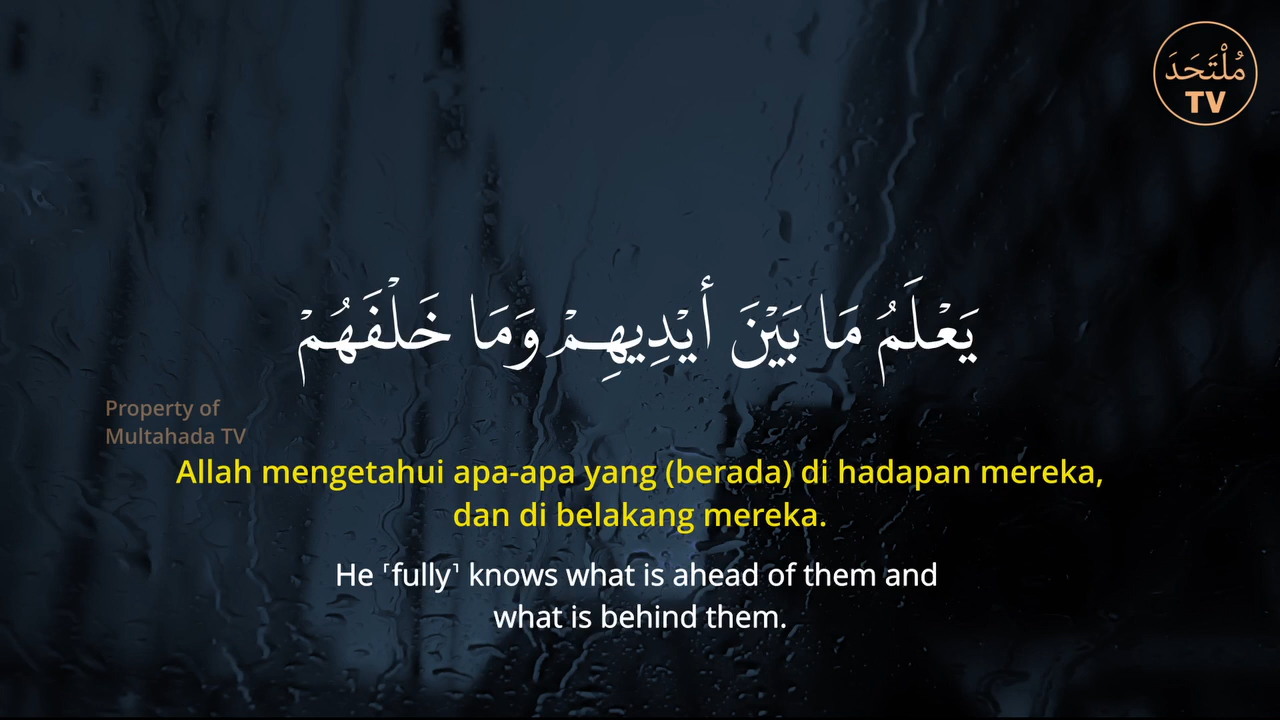 مُلْتَحَدَ
TV
يَعْلَمُ مَا بَيْنَ أَيْدِيهِمْ وَمَا خَلْفَهُمْ
Property of
Multahada TV
Allah mengetahui apa-apa yang (berada) di hadapan mereka,
dan di belakang mereka.
He ˹fully˺ knows what is ahead of them and
what is behind them.